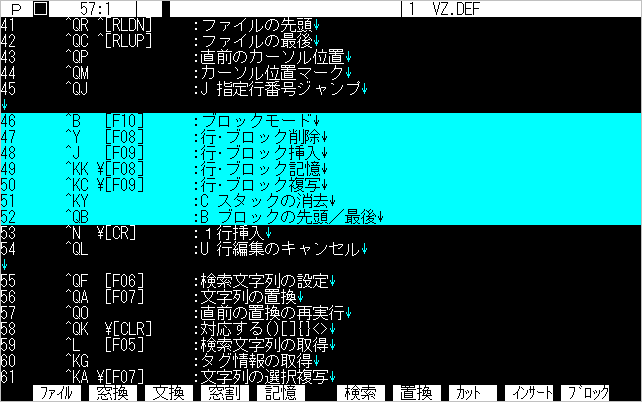 P 57:1 1 VZ.DEF
41 ^QR ^[RLDN] :ファイルの先頭↓
42 ^QC ^[RLUP] :ファイルの最後↓
43 ^QP :直前のカーソル位置↓
44 ^QM :カーソル位置マーク↓
45 ^QJ :J 指定行番号ジャンプ↓
↓
46 ^B [F10] :ブロックモード↓
47 ^Y [F08] :行・ブロック削除↓
48 ^J [F09] :行・ブロック挿入↓
49 ^KK ¥[F08] :行・ブロック記憶↓
50 ^KC ¥[F09] :行・ブロック複写↓
51 ^KY :C スタックの消去↓
52 ^QB :B ブロックの先頭／最後↓
53 ^N ¥[CR] :１行挿入↓
54 ^QL :U 行編集のキャンセル↓
↓
55 ^QF [F06] :検索文字列の設定↓
56 ^QA [F07] :文字列の置換↓
57 ^QO :直前の置換の再実行↓
58 ^QK ¥[CLR] :対応する()[]{}<>↓
59 ^L [F05] :検索文字列の取得↓
60 ^KG :タグ情報の取得↓
61 ^KA ¥[F07] :文字列の選択複写↓
ﾌｧｲﾙ 窓換 文換 窓割 記憶 検索 置換 ｶｯﾄ ｲﾝｻｰﾄ ﾌﾞﾛｯｸ